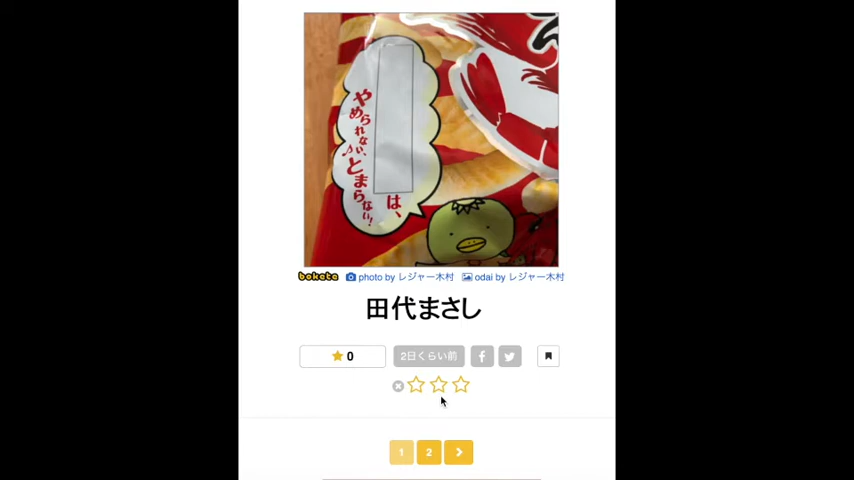 は、
やめられない、♪とまらない!
bokete photo by レジャー木村 odai by レジャー木村
田代まさし
0 2日くらい前
1 2